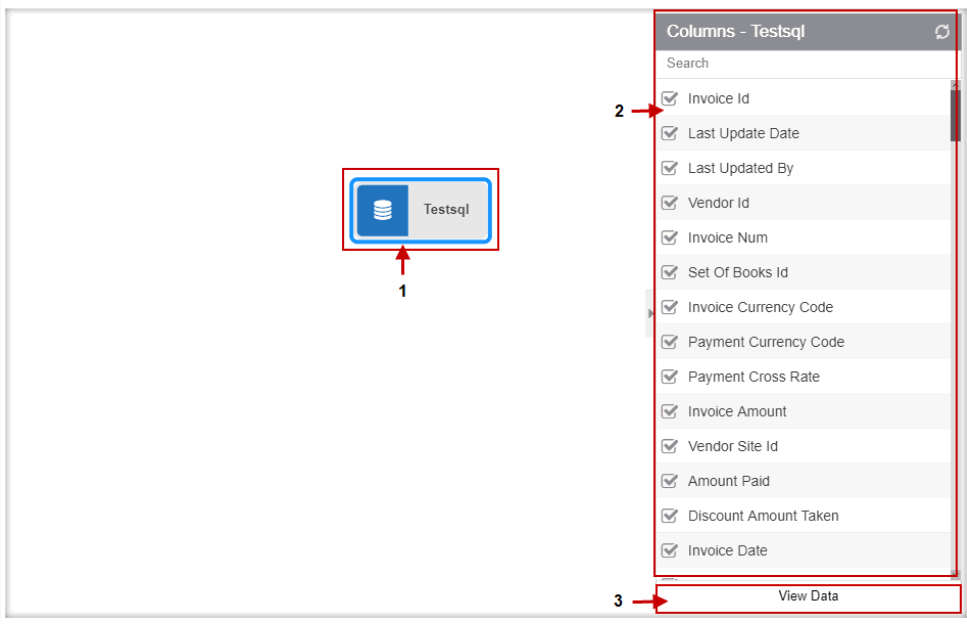 Columns - Testsql
Search
2
Invoice Id
Last Update Date
Last Updated By
Vendor Id
Testsql
Invoice Num
Set Of Books Id
1
Invoice Currency Code
Payment Currency Code
Payment Cross Rate
Invoice Amount
Vendor Site Id
Amount Paid
Discount Amount Taken
Invoice Date
3
View Data